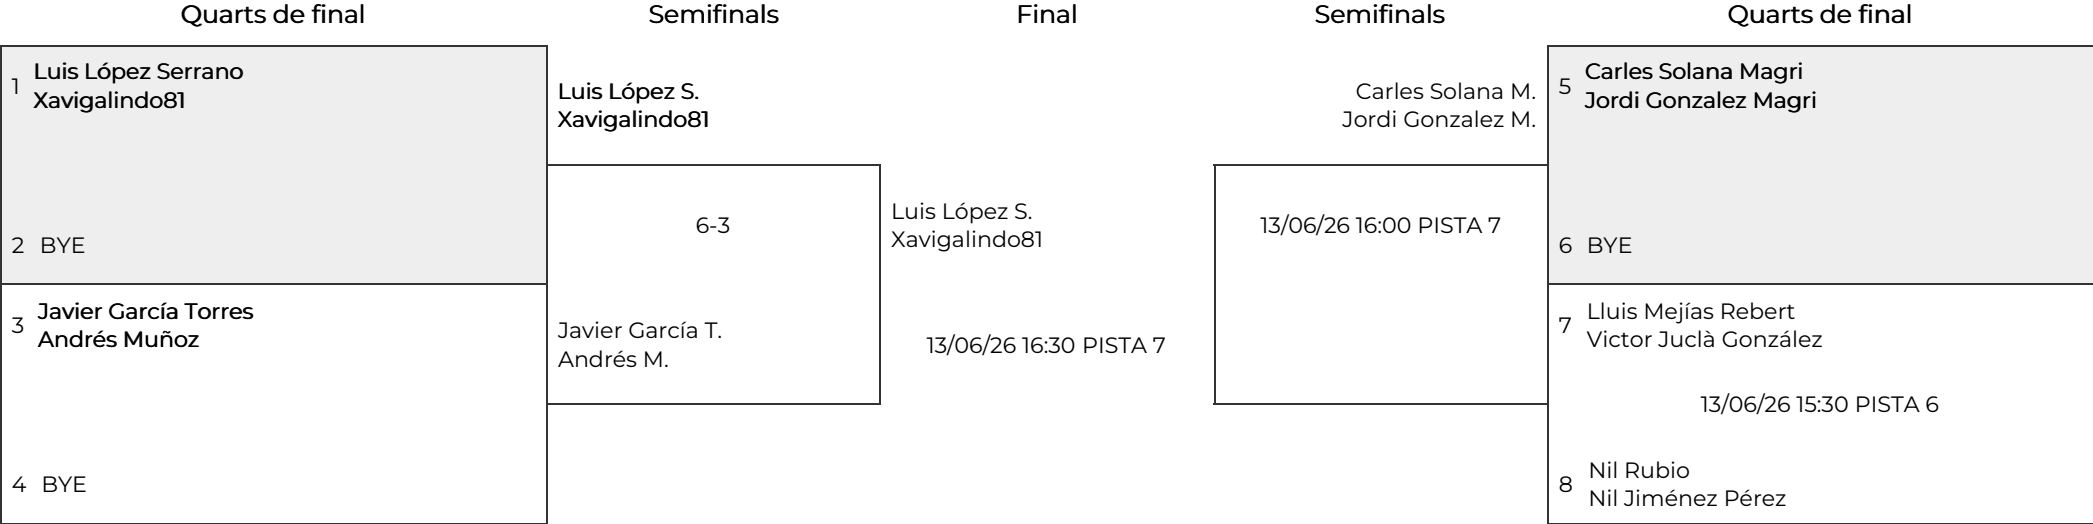 Quarts de final
Semifinals
Final
Semifinals
Quarts de final
1
Luis López Serrano
Xavigalindo81
2 BYE
3
Javier García Torres
Andrés Muñoz
4 BYE
Luis López S.
Xavigalindo81
6-3
Javier García T.
Andrés M.
Luis López S.
Xavigalindo81
13/06/26 16:30 PISTA 7
Carles Solana M.
Jordi Gonzalez M.
13/06/26 16:00 PISTA 7
5
Carles Solana Magri
Jordi Gonzalez Magri
6 BYE
7
Lluis Mejías Rebert
Victor Juclà González
13/06/26 15:30 PISTA 6
8
Nil Rubio
Nil Jiménez Pérez